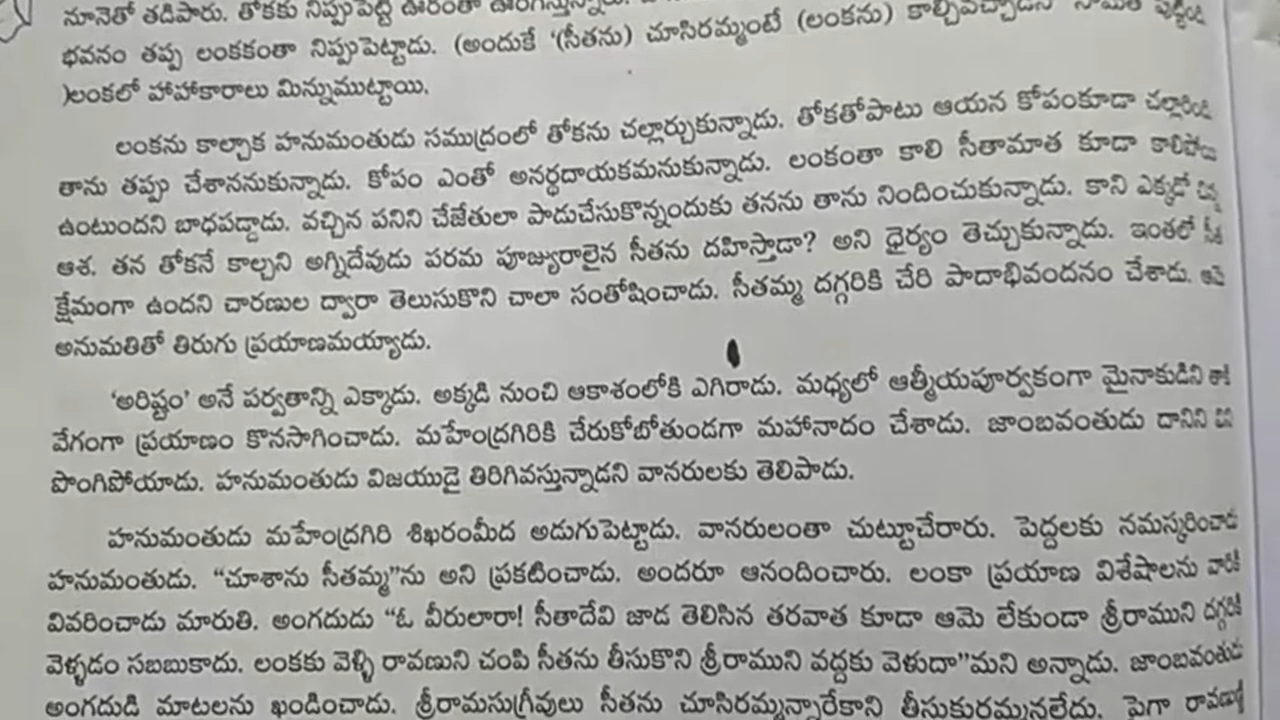 నూనెతో తడిపారు. తోకకు నిప్పుపెట్టి ఊరంతా ఊరేగిస్తున్నారు.
భవనం తప్ప లంకకంతా నిప్పుపెట్టాడు. (అందుకే ‘(సీతను) చూసిరమ్మంటే (లంకను) కాల్చివచ్చాడని’ సామెత
)లంకలో హాహాకారాలు మిన్నుముట్టాయి.
లంకను కాల్చాక హనుమంతుడు సముద్రంలో తోకను చల్లార్చుకున్నాడు. తోకతోపాటు ఆయన కోపంకూడా చల్లారింది
తాను తప్పు చేశాననుకున్నాడు. కోపం ఎంతో అనర్థదాయకమనుకున్నాడు. లంకంతా కాలి సీతామాత కూడా కాలిపోయి
ఉంటుందని బాధపడ్డాడు. వచ్చిన పనిని చేజేతులా పాడుచేసుకొన్నందుకు తనను తాను నిందించుకున్నాడు. కాని ఎక్కడో
ఆశ. తన తోకనే కాల్చని అగ్నిదేవుడు పరమ పూజ్యురాలైన సీతను దహిస్తాడా? అని ధైర్యం తెచ్చుకున్నాడు. ఇంతలో
క్షేమంగా ఉందని చారణుల ద్వారా తెలుసుకొని చాలా సంతోషించాడు. సీతమ్మ దగ్గరికి చేరి పాదాభివందనం చేశాడు.
అనుమతితో తిరుగు ప్రయాణమయ్యాడు.
‘అరిష్టం’ అనే పర్వతాన్ని ఎక్కాడు. అక్కడి నుంచి ఆకాశంలోకి ఎగిరాడు. మధ్యలో ఆత్మీయపూర్వకంగా మైనాకుడిని
వేగంగా ప్రయాణం కొనసాగించాడు. మహేంద్రగిరికి చేరుకోబోతుండగా మహానాదం చేశాడు. జాంబవంతుడు దానిని
పొంగిపోయాడు. హనుమంతుడు విజయుడై తిరిగివస్తున్నాడని వానరులకు తెలిపాడు.
హనుమంతుడు మహేంద్రగిరి శిఖరంమీద అడుగుపెట్టాడు. వానరులంతా చుట్టూచేరారు. పెద్దలకు నమస్కరించాడు
హనుమంతుడు. “చూశాను సీతమ్మ”ను అని ప్రకటించాడు. అందరూ ఆనందించారు. లంకా ప్రయాణ విశేషాలను వారికి
వివరించాడు మారుతి. అంగదుడు “ఓ వీరులారా! సీతాదేవి జాడ తెలిసిన తరవాత కూడా ఆమె లేకుండా శ్రీరాముని దగ్గరికి
వెళ్ళడం సబబుకాదు. లంకకు వెళ్ళి రావణుని చంపి సీతను తీసుకొని శ్రీరాముని వద్దకు వెళుదా”మని అన్నాడు. జాంబవంతుడు
అంగదుడి మాటలను ఖండించాడు. శ్రీరామసుగ్రీవులు సీతను చూసిరమ్మన్నారేకాని తీసుకురమ్మనలేదు. పైగా